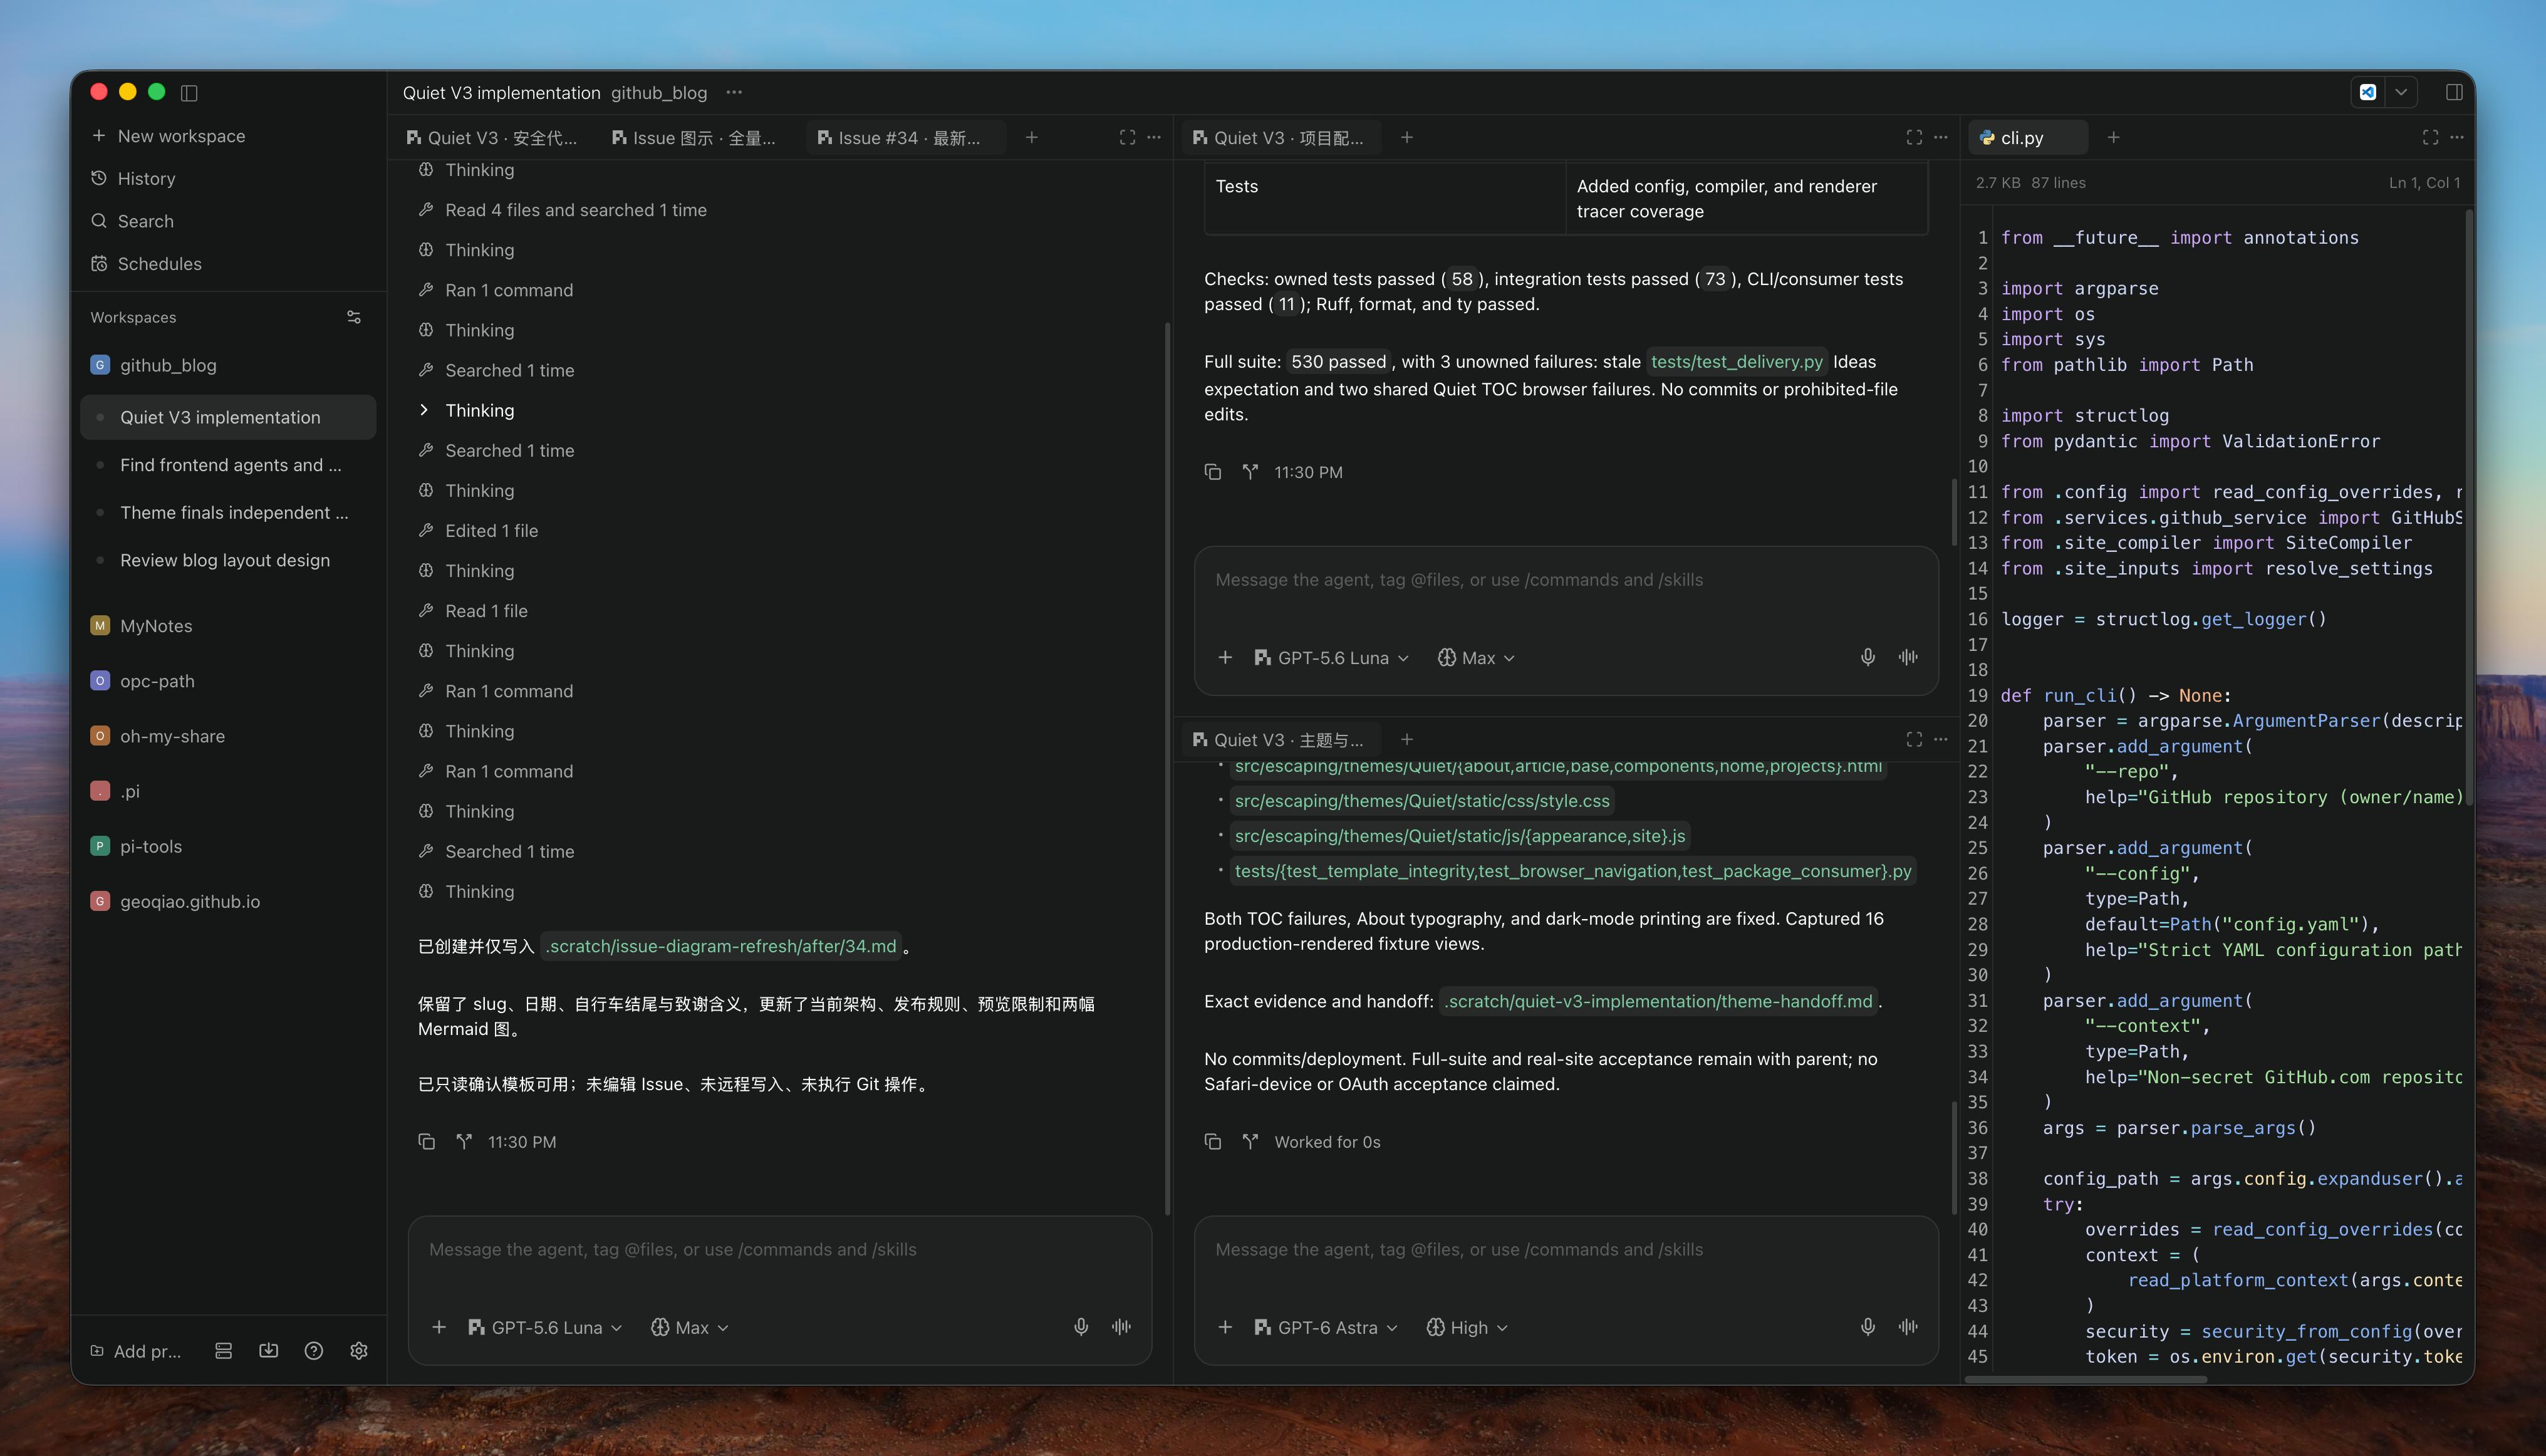 Quiet V3 implementation github_blog
New workspace
History
Search
Schedules
Workspaces
G github_blog
Quiet V3 implementation
Find frontend agents and ...
Theme finals independent ...
Review blog layout design
M MyNotes
O opc-path
O oh-my-share
. .pi
P pi-tools
G geoqiao.github.io
Add pr...
Quiet V3 · 安全代...
Issue 图示 · 全量...
Issue #34 · 最新...
Thinking
Read 4 files and searched 1 time
Thinking
Ran 1 command
Thinking
Searched 1 time
Thinking
Searched 1 time
Thinking
Edited 1 file
Thinking
Read 1 file
Thinking
Ran 1 command
Thinking
Ran 1 command
Thinking
Searched 1 time
Thinking
已创建并仅写入 .scratch/issue-diagram-refresh/after/34.md 。
保留了 slug、日期、自行车结尾与致谢含义，更新了当前架构、发布规则、预览限制和两幅
Mermaid 图。
已只读确认模板可用；未编辑 Issue、未远程写入、未执行 Git 操作。
11:30 PM
Message the agent, tag @files, or use /commands and /skills
GPT-5.6 Luna
Max
Quiet V3 · 项目配...
Tests
Added config, compiler, and renderer
tracer coverage
Checks: owned tests passed ( 58 ), integration tests passed ( 73 ), CLI/consumer tests
passed ( 11 ); Ruff, format, and ty passed.
Full suite: 530 passed , with 3 unowned failures: stale tests/test_delivery.py Ideas
expectation and two shared Quiet TOC browser failures. No commits or prohibited-file
edits.
11:30 PM
Message the agent, tag @files, or use /commands and /skills
GPT-5.6 Luna
Max
Quiet V3 · 主题与...
• src/escaping/themes/Quiet/{about,article,base,components,home,projects}.html
• src/escaping/themes/Quiet/static/css/style.css
• src/escaping/themes/Quiet/static/js/{appearance,site}.js
• tests/{test_template_integrity,test_browser_navigation,test_package_consumer}.py
Both TOC failures, About typography, and dark-mode printing are fixed. Captured 16
production-rendered fixture views.
Exact evidence and handoff: .scratch/quiet-v3-implementation/theme-handoff.md .
No commits/deployment. Full-suite and real-site acceptance remain with parent; no
Safari-device or OAuth acceptance claimed.
Worked for 0s
Message the agent, tag @files, or use /commands and /skills
GPT-6 Astra
High
cli.py
2.7 KB 87 lines
Ln 1, Col 1
1 from __future__ import annotations
2
3 import argparse
4 import os
5 import sys
6 from pathlib import Path
7
8 import structlog
9 from pydantic import ValidationError
10
11 from .config import read_config_overrides, r
12 from .services.github_service import GitHubS
13 from .site_compiler import SiteCompiler
14 from .site_inputs import resolve_settings
15
16 logger = structlog.get_logger()
17
18
19 def run_cli() -> None:
20 parser = argparse.ArgumentParser(descrip
21 parser.add_argument(
22 "--repo",
23 help="GitHub repository (owner/name)
24 )
25 parser.add_argument(
26 "--config",
27 type=Path,
28 default=Path("config.yaml"),
29 help="Strict YAML configuration path
30 )
31 parser.add_argument(
32 "--context",
33 type=Path,
34 help="Non-secret GitHub.com reposito
35 )
36 args = parser.parse_args()
37
38 config_path = args.config.expanduser().a
39 try:
40 overrides = read_config_overrides(co
41 context = (
42 read_platform_context(args.conte
43 )
44 security = security_from_config(over
45 token = os.environ.get(security.toke